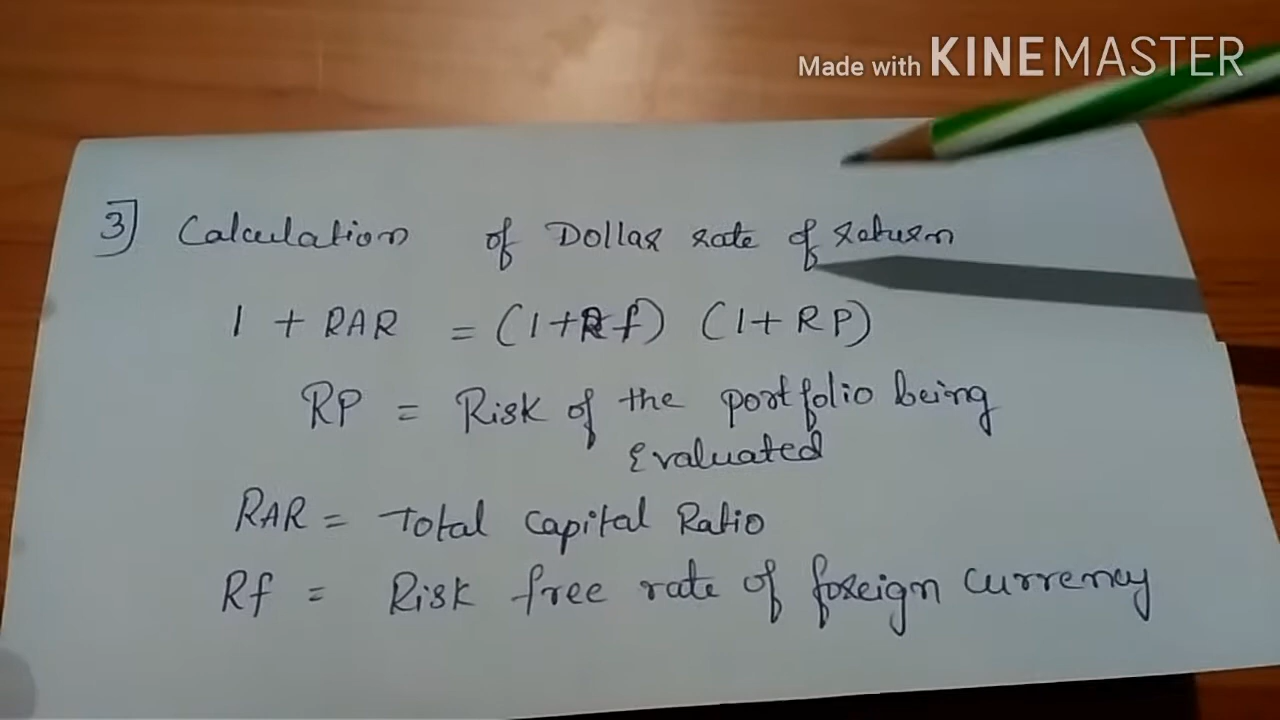 Made with KINEMASTER
3] Calculation of Dollar rate of return
1 + RAR = (1+Rf) (1+RP)
RP = Risk of the portfolio being
Evaluated
RAR = Total Capital Ratio
Rf = Risk free rate of foreign currency